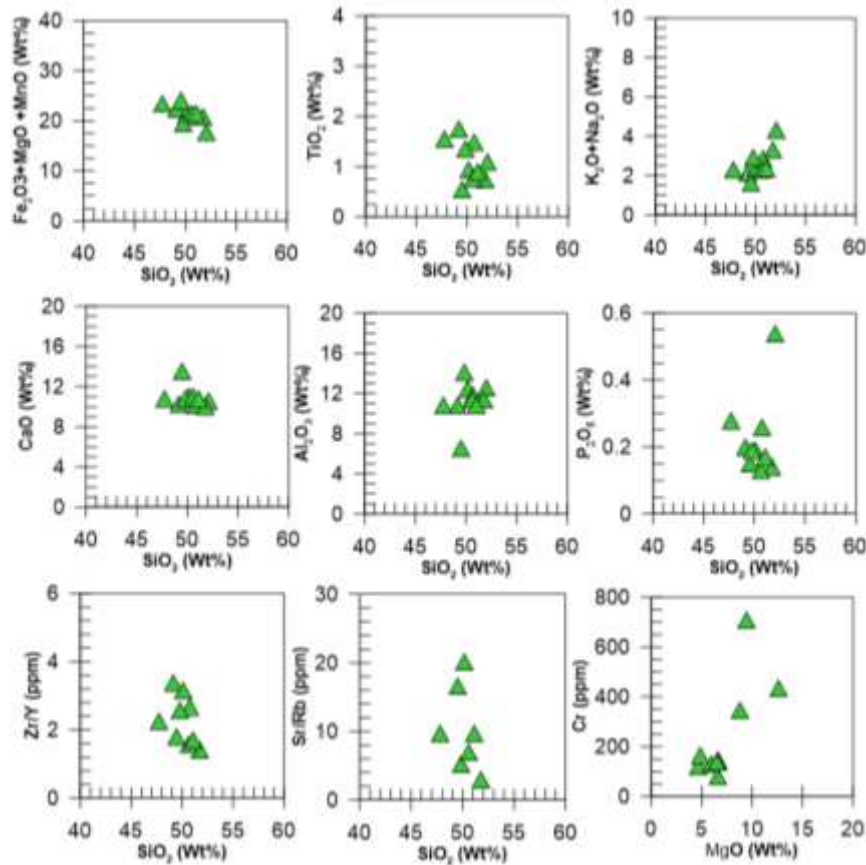 Fe₂O3+MgO +MnO (Wt%)
40
30
20
10
0
40 45 50 55 60
SiO₂ (Wt%)
TiO₂ (Wt%)
4
3
2
1
0
40 45 50 55 60
SiO₂ (Wt%)
K₂O+Na₂O (Wt%)
10
8
6
4
2
0
40 45 50 55 60
SiO₂ (Wt%)
CaO (Wt%)
20
16
12
8
4
0
40 45 50 55 60
SiO₂ (Wt%)
Al₂O₃ (Wt%)
20
16
12
8
4
0
40 45 50 55 60
SiO₂ (Wt%)
P₂O₅ (Wt%)
0.6
0.4
0.2
0
40 45 50 55 60
SiO₂ (Wt%)
Zr/Y (ppm)
6
4
2
0
40 45 50 55 60
SiO₂ (Wt%)
Sr/Rb (ppm)
30
20
10
0
40 45 50 55 60
SiO₂ (Wt%)
Cr (ppm)
800
600
400
200
0
0 5 10 15 20
MgO (Wt%)